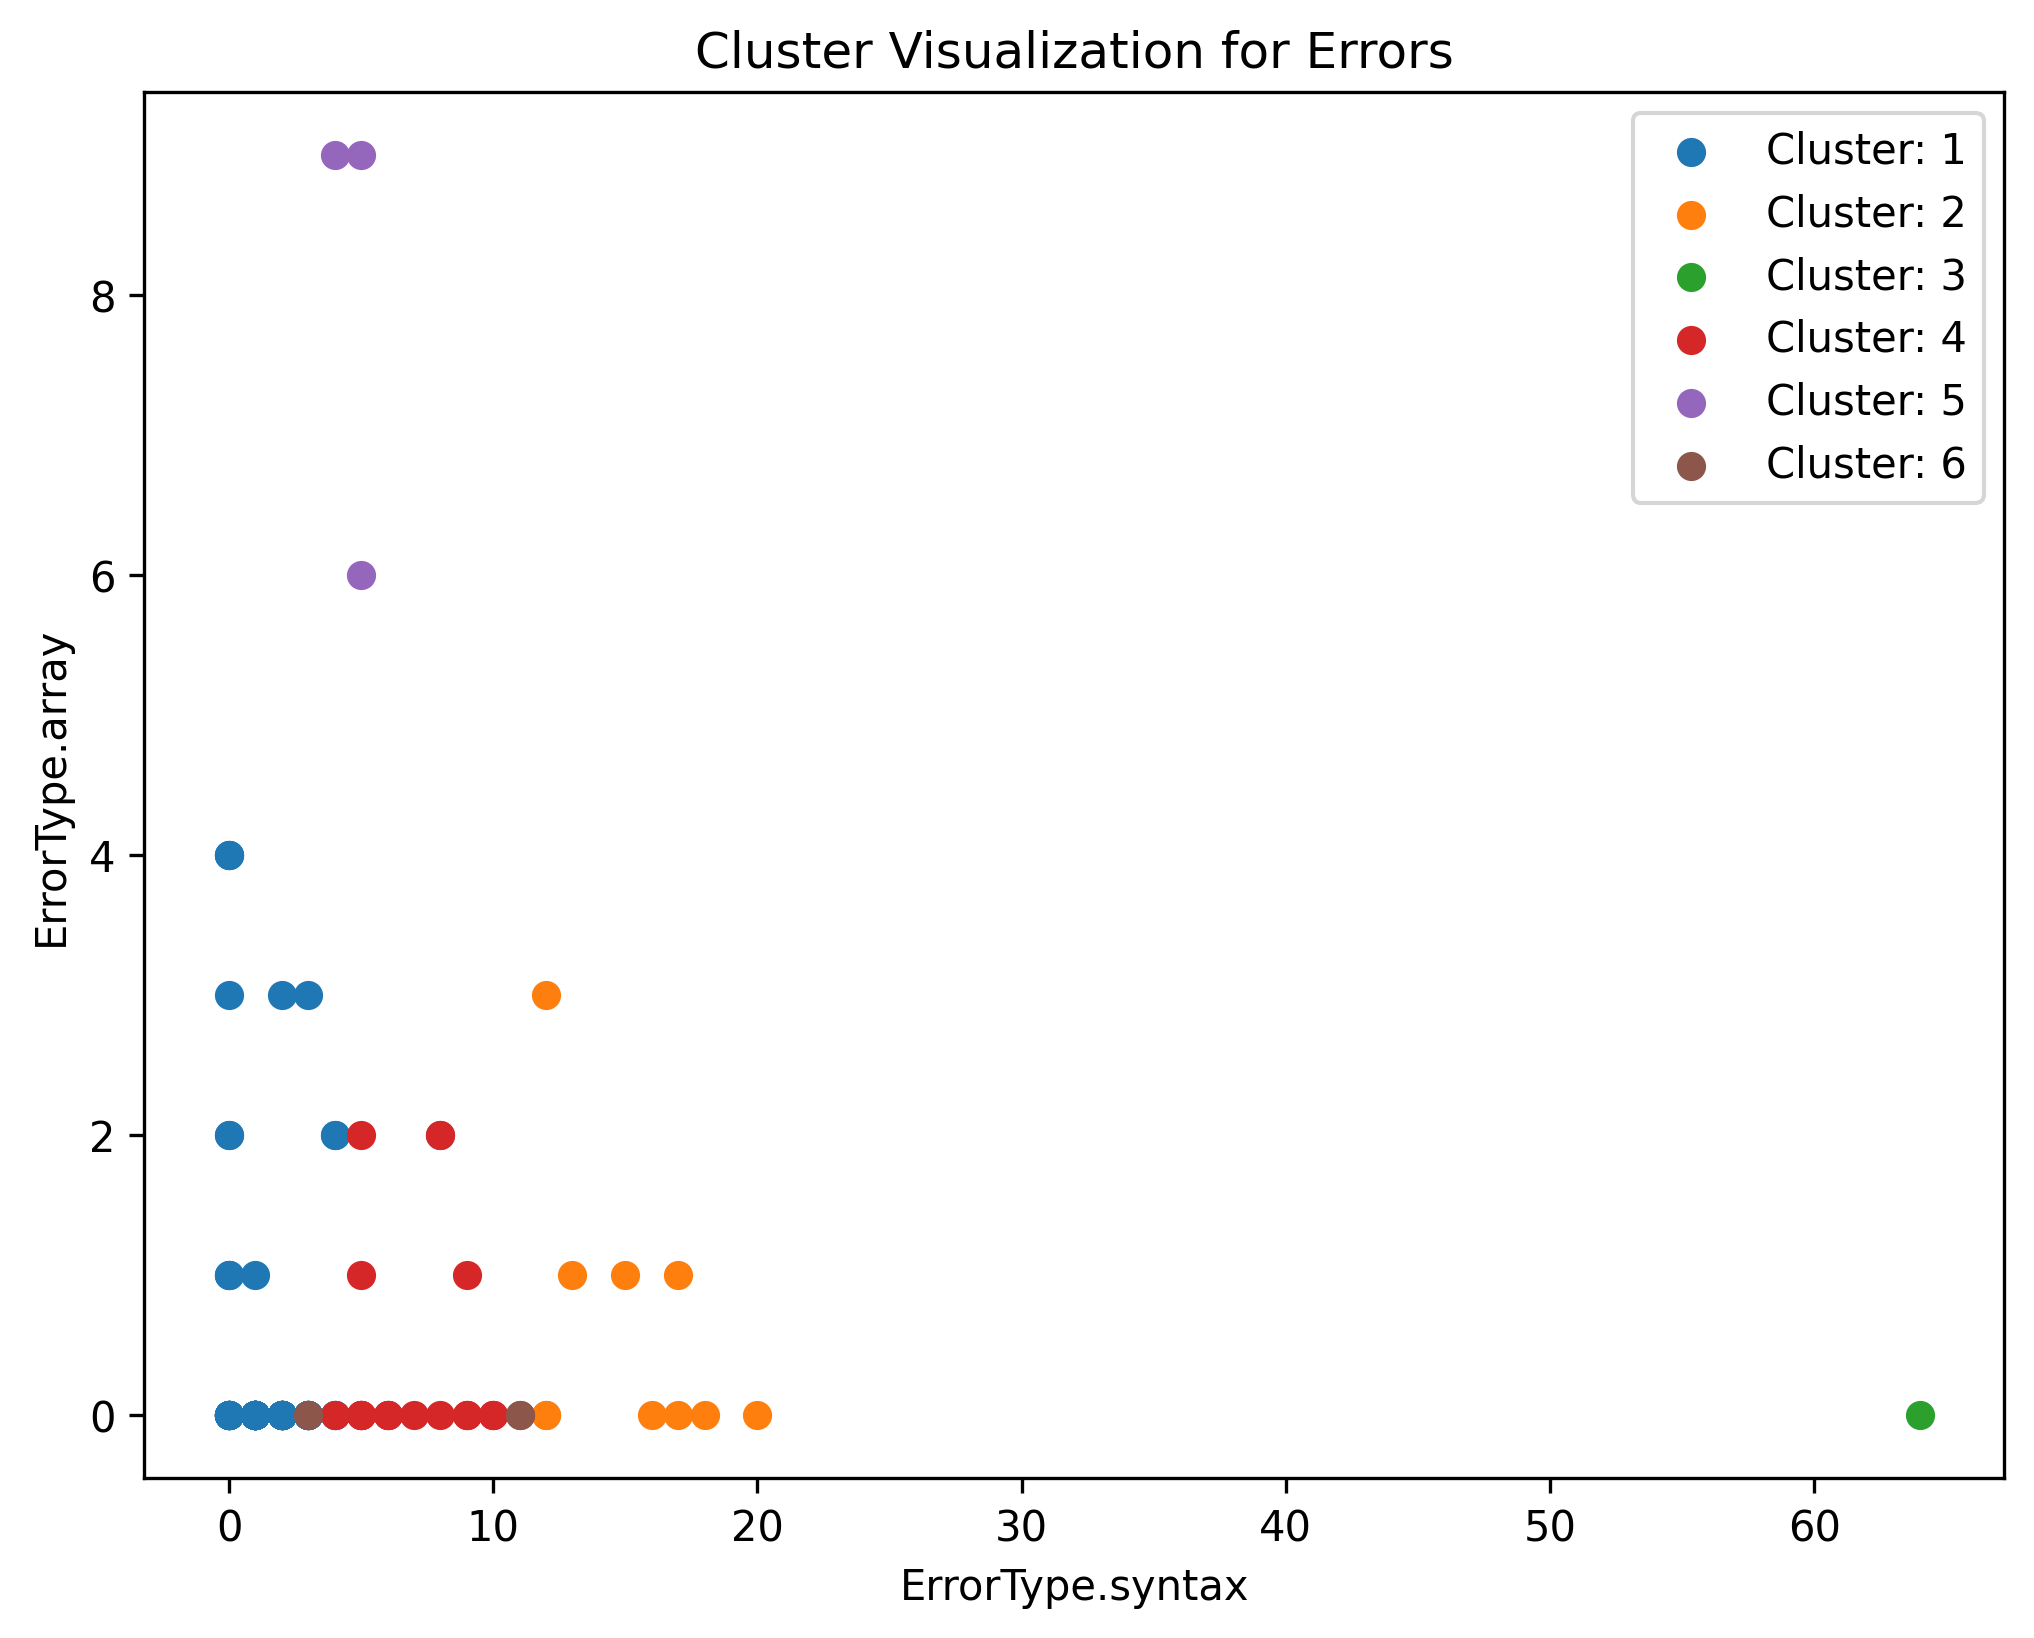 Cluster Visualization for Errors
Cluster: 1
Cluster: 2
Cluster: 3
Cluster: 4
Cluster: 5
Cluster: 6
ErrorType.array
8
6
4
2
0
0 10 20 30 40 50 60
ErrorType.syntax